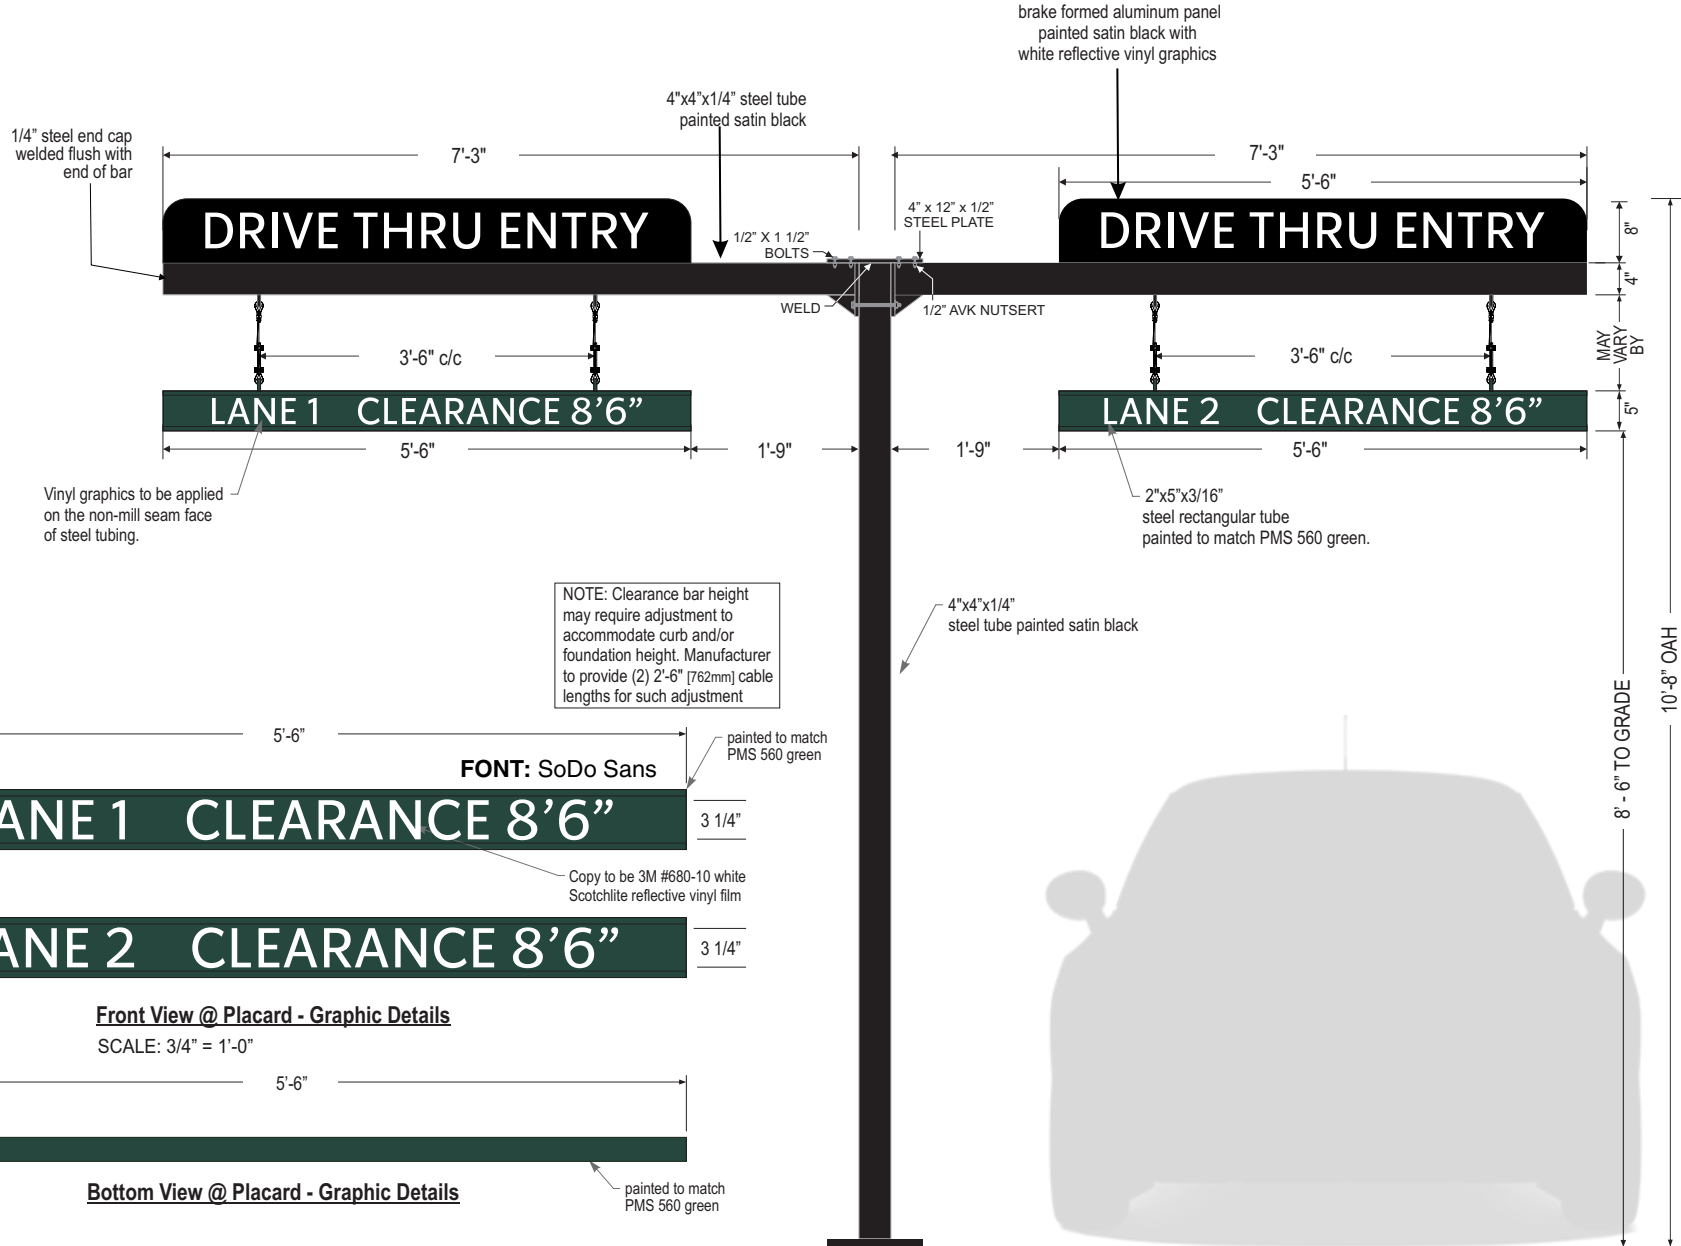 brake formed aluminum panel
painted satin black with
white reflective vinyl graphics
4"x4"x1/4" steel tube
painted satin black
1/4” steel end cap
welded flush with
end of bar
7'-3"
7'-3"
5'-6"
DRIVE THRU ENTRY
4” x 12” x 1/2”
STEEL PLATE
1/2” X 1 1/2”
BOLTS
DRIVE THRU ENTRY
8"
4"
WELD
1/2” AVK NUTSERT
3'-6" c/c
3'-6" c/c
MAY
VARY
BY
LANE 1 CLEARANCE 8’6”
LANE 2 CLEARANCE 8’6”
5"
5'-6"
1'-9"
1'-9"
5'-6"
Vinyl graphics to be applied
on the non-mill seam face
of steel tubing.
2"x5”x3/16”
steel rectangular tube
painted to match PMS 560 green.
NOTE: Clearance bar height
may require adjustment to
accommodate curb and/or
foundation height. Manufacturer
to provide (2) 2'-6" [762mm] cable
lengths for such adjustment
4"x4”x1/4”
steel tube painted satin black
8’ - 6” TO GRADE
10’-8” OAH
5’-6”
painted to match
PMS 560 green
FONT: SoDo Sans
ANE 1 CLEARANCE 8’6”
3 1/4”
Copy to be 3M #680-10 white
Scotchlite reflective vinyl film
ANE 2 CLEARANCE 8’6”
3 1/4”
Front View @ Placard - Graphic Details
SCALE: 3/4” = 1’-0”
5’-6”
Bottom View @ Placard - Graphic Details
painted to match
PMS 560 green